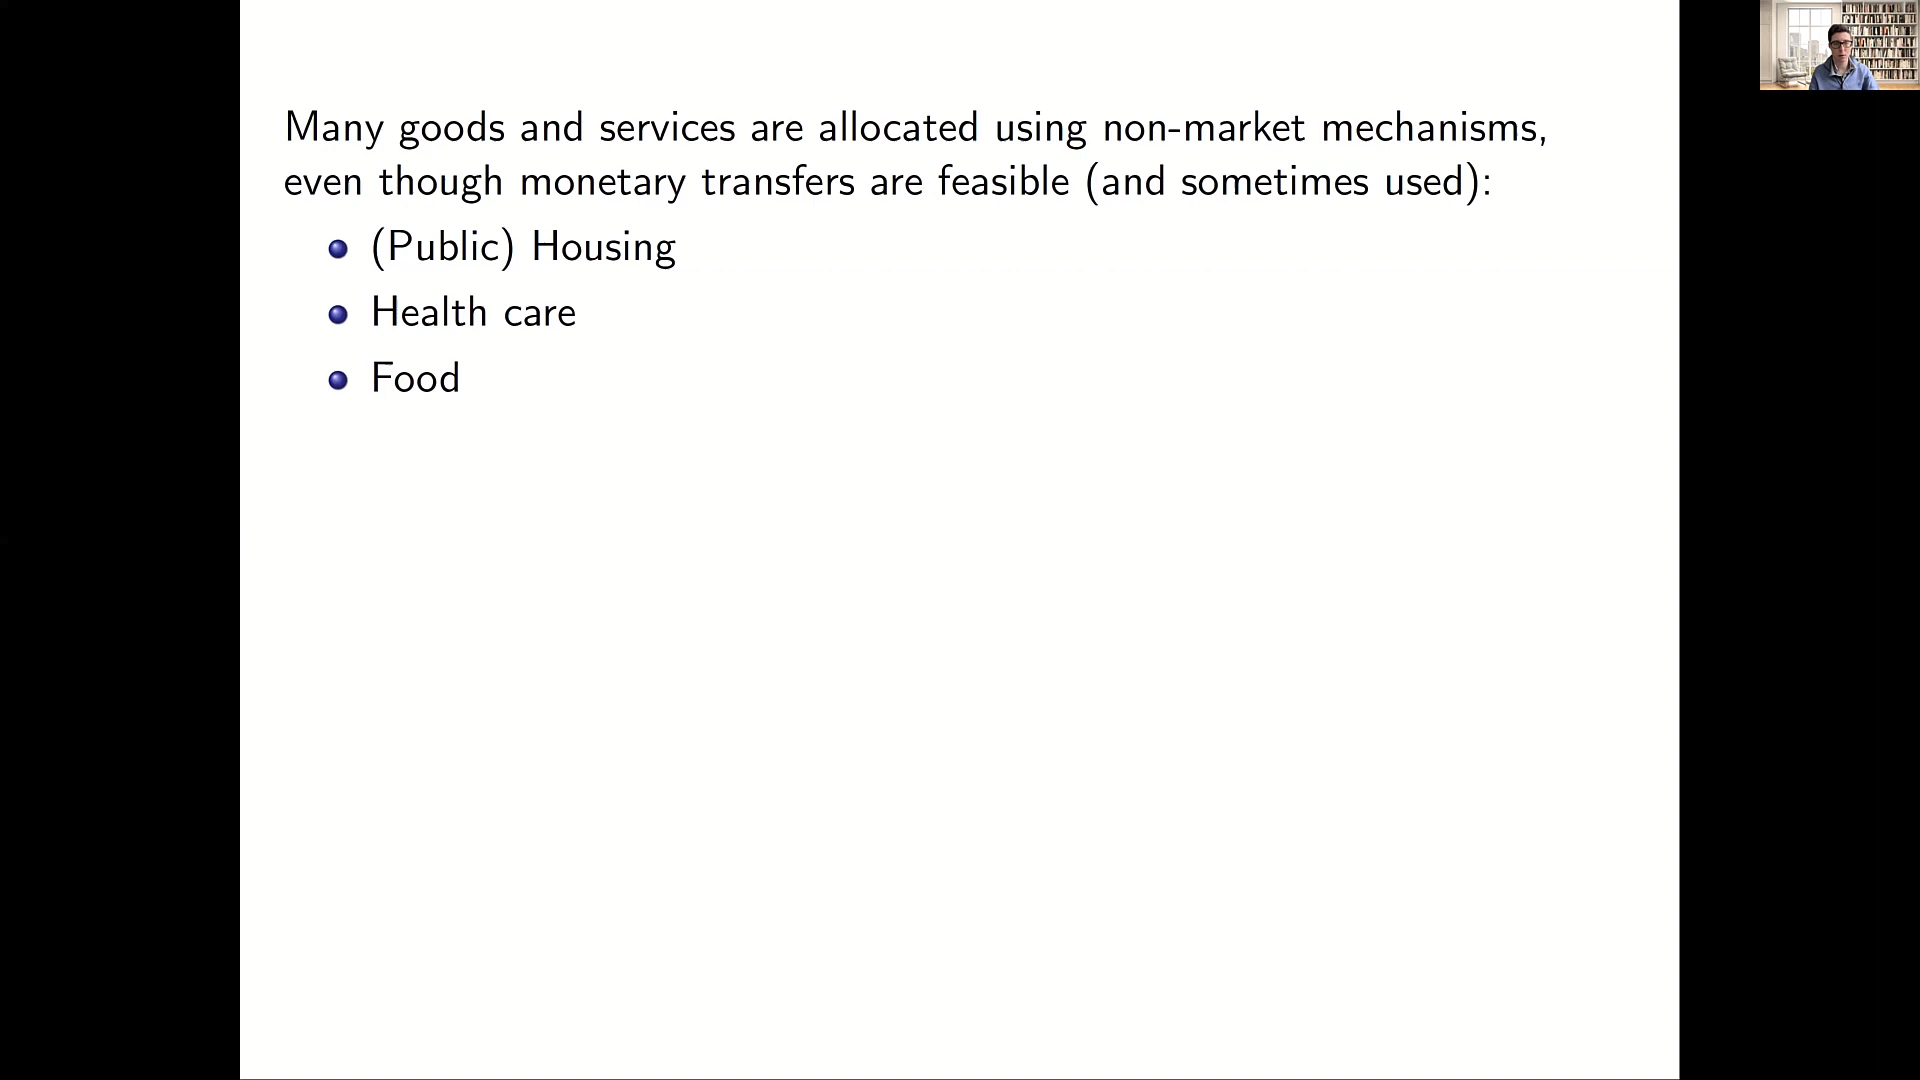 Many goods and services are allocated using non-market mechanisms,
even though monetary transfers are feasible (and sometimes used):
(Public) Housing
Health care
Food